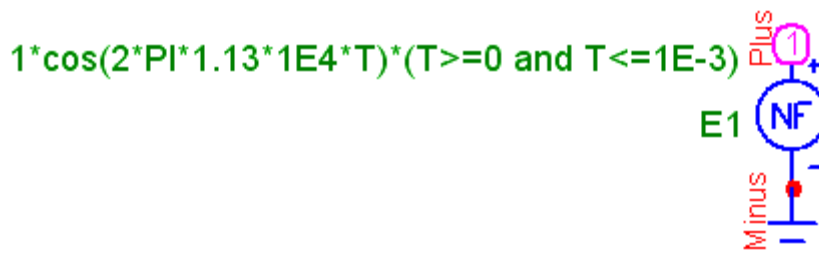 Plus
1
1*cos(2*PI*1.13*1E4*T)*(T>=0 and T<=1E-3)
+
E1
NF
-
Minus